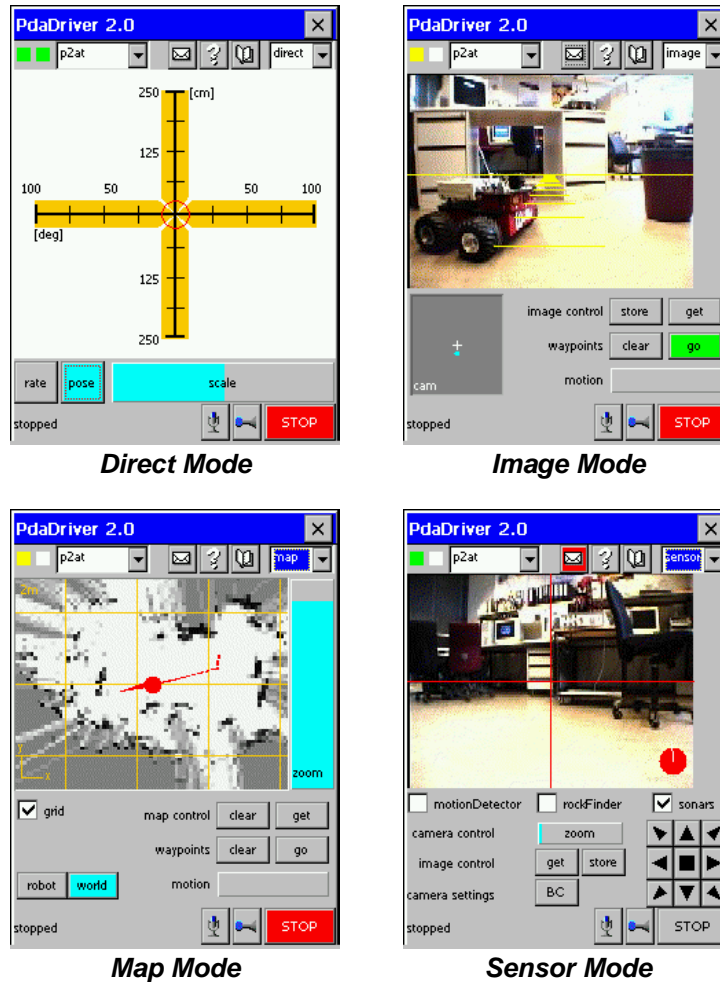 PdaDriver 2.0
p2at
direct
250 [cm]
125
100 50 50 100
[deg]
125
250
rate pose scale
stopped STOP
Direct Mode
PdaDriver 2.0
p2at
image
image control store get
waypoints clear go
cam
motion
stopped STOP
Image Mode
PdaDriver 2.0
p2at
map
2m
y
x
zoom
grid
map control clear get
waypoints clear go
robot world motion
stopped STOP
Map Mode
PdaDriver 2.0
p2at
sensor
motionDetector rockFinder sonars
camera control zoom
image control get store
camera settings BC
stopped STOP
Sensor Mode